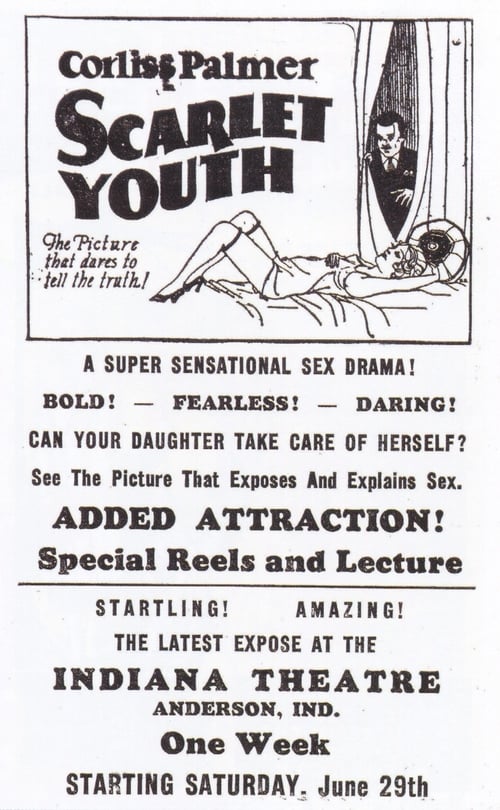 Corliss Palmer
SCARLET
YOUTH
The Picture
that dares to
tell the truth!
A SUPER SENSATIONAL SEX DRAMA!
BOLD! — FEARLESS! — DARING!
CAN YOUR DAUGHTER TAKE CARE OF HERSELF?
See The Picture That Exposes And Explains Sex.
ADDED ATTRACTION!
Special Reels and Lecture
STARTLING! AMAZING!
THE LATEST EXPOSE AT THE
INDIANA THEATRE
ANDERSON, IND.
One Week
STARTING SATURDAY. June 29th